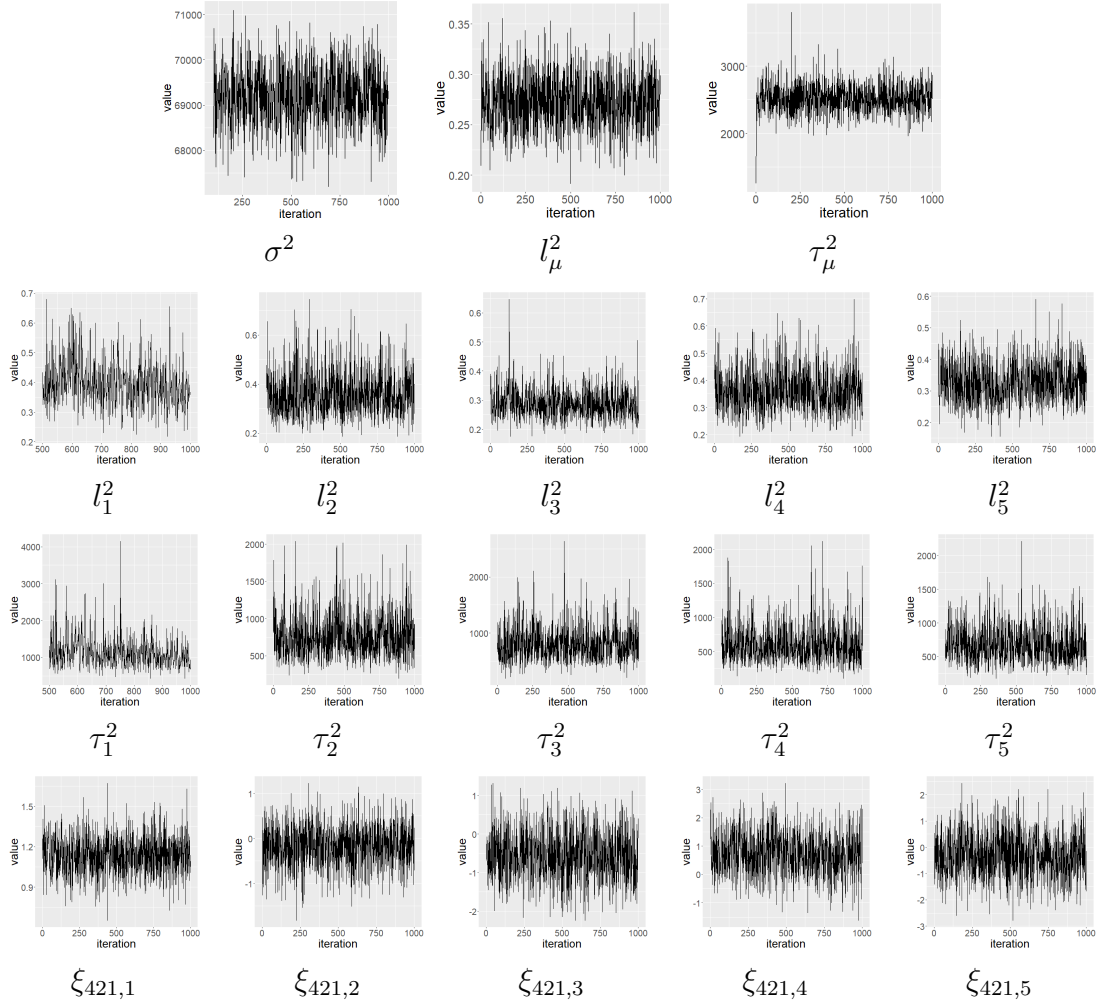 71000
70000
69000
68000
value
250 500 750 1000
iteration
σ²
0.35
0.30
0.25
0.20
value
0 250 500 750 1000
iteration
l²_μ
3000
2000
value
0 250 500 750 1000
iteration
τ²_μ
0.7
0.6
0.5
0.4
0.3
0.2
value
500 600 700 800 900 1000
iteration
l²_1
0.6
0.4
0.2
value
0 250 500 750 1000
iteration
l²_2
0.6
0.4
0.2
value
0 250 500 750 1000
iteration
l²_3
0.7
0.6
0.5
0.4
0.3
0.2
value
0 250 500 750 1000
iteration
l²_4
0.6
0.5
0.4
0.3
0.2
value
0 250 500 750 1000
iteration
l²_5
4000
3000
2000
1000
value
500 600 700 800 900 1000
iteration
τ²_1
2000
1500
1000
500
value
0 250 500 750 1000
iteration
τ²_2
2000
1000
value
0 250 500 750 1000
iteration
τ²_3
2000
1500
1000
500
value
0 250 500 750 1000
iteration
τ²_4
2000
1500
1000
500
value
0 250 500 750 1000
iteration
τ²_5
1.5
1.2
0.9
value
0 250 500 750 1000
iteration
ξ_421,1
1
0
-1
value
0 250 500 750 1000
iteration
ξ_421,2
1
0
-1
-2
value
0 250 500 750 1000
iteration
ξ_421,3
3
2
1
0
-1
value
0 250 500 750 1000
iteration
ξ_421,4
2
1
0
-1
-2
-3
value
0 250 500 750 1000
iteration
ξ_421,5